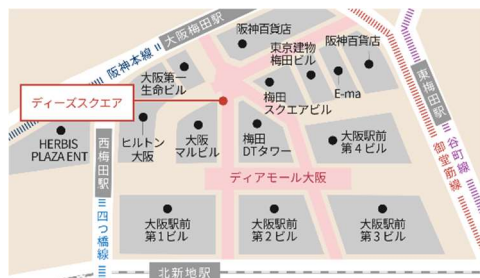 大阪梅田駅
阪神百貨店
阪神本線
東京建物
梅田ビル
阪神百貨店
大阪第一
生命ビル
東梅田駅
ディーズスクエア
梅田
スクエアビル
E-ma
HERBIS
PLAZA ENT
西梅田駅
ヒルトン
大阪
大阪
マルビル
梅田
DTタワー
大阪駅前
第4ビル
谷町線
御堂筋線
ディアモール大阪
四つ橋線
大阪駅前
第1ビル
大阪駅前
第2ビル
大阪駅前
第3ビル
北新地駅